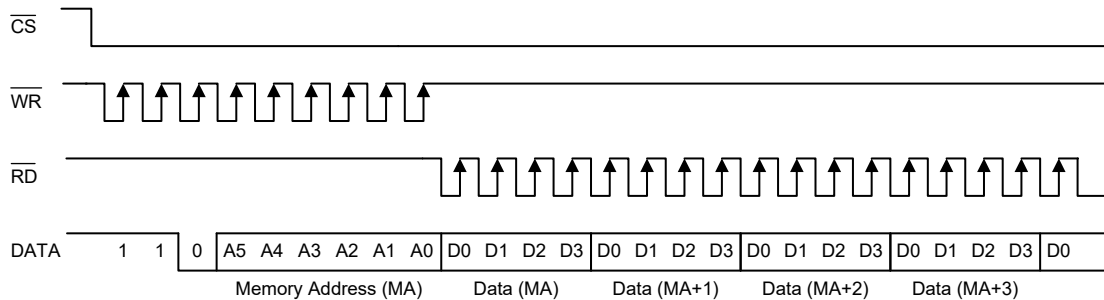 CS
WR
RD
DATA 1 1 0 A5 A4 A3 A2 A1 A0 D0 D1 D2 D3 D0 D1 D2 D3 D0 D1 D2 D3 D0 D1 D2 D3 D0
Memory Address (MA) Data (MA) Data (MA+1) Data (MA+2) Data (MA+3)